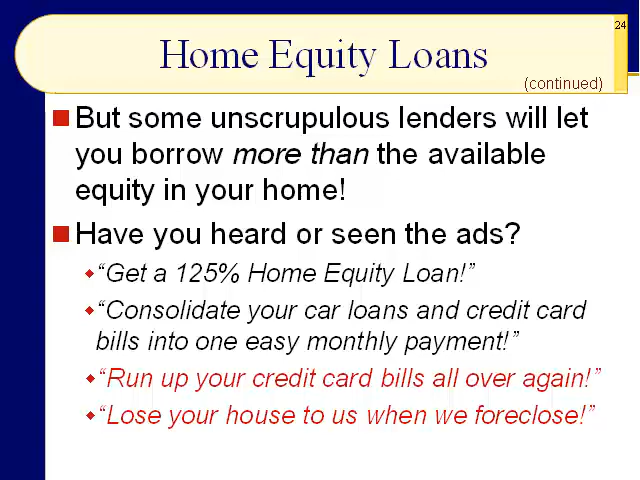 24
Home Equity Loans
(continued)
But some unscrupulous lenders will let
you borrow more than the available
equity in your home!
Have you heard or seen the ads?
“Get a 125% Home Equity Loan!”
“Consolidate your car loans and credit card
bills into one easy monthly payment!”
“Run up your credit card bills all over again!”
“Lose your house to us when we foreclose!”